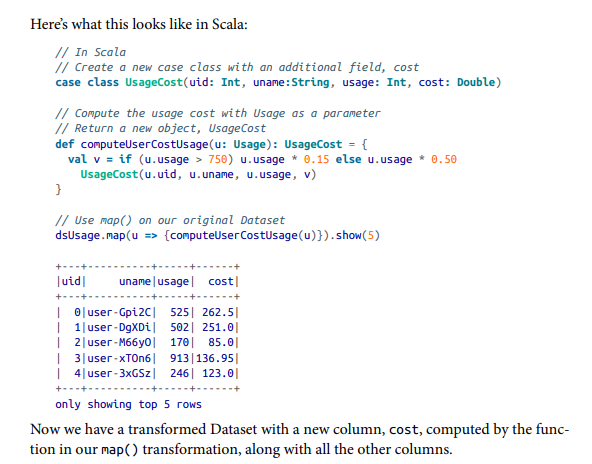 Here's what this looks like in Scala:
// In Scala
// Create a new case class with an additional field, cost
case class UsageCost(uid: Int, uname:String, usage: Int, cost: Double)
// Compute the usage cost with Usage as a parameter
// Return a new object, UsageCost
def computeUserCostUsage(u: Usage): UsageCost = {
  val v = if (u.usage > 750) u.usage * 0.15 else u.usage * 0.50
    UsageCost(u.uid, u.uname, u.usage, v)
}
// Use map() on our original Dataset
dsUsage.map(u => {computeUserCostUsage(u)}).show(5)
+---+----------+-----+------+
|uid|     uname|usage|  cost|
+---+----------+-----+------+
|  0|user-Gpi2C|  525| 262.5|
|  1|user-DgXDi|  502| 251.0|
|  2|user-M66yO|  170|  85.0|
|  3|user-xTOn6|  913|136.95|
|  4|user-3xGSz|  246| 123.0|
+---+----------+-----+------+
only showing top 5 rows
Now we have a transformed Dataset with a new column, cost, computed by the func-
tion in our map() transformation, along with all the other columns.